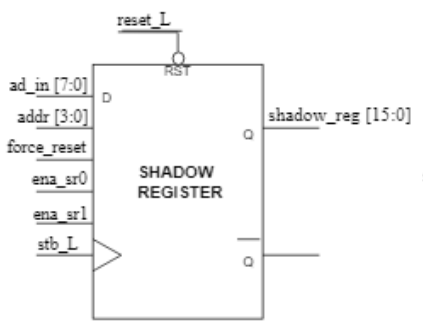 reset_L
RST
ad_in [7:0]
D
addr [3:0]
shadow_reg [15:0]
Q
force_reset
SHADOW
REGISTER
ena_sr0
ena_sr1
stb_L
Q